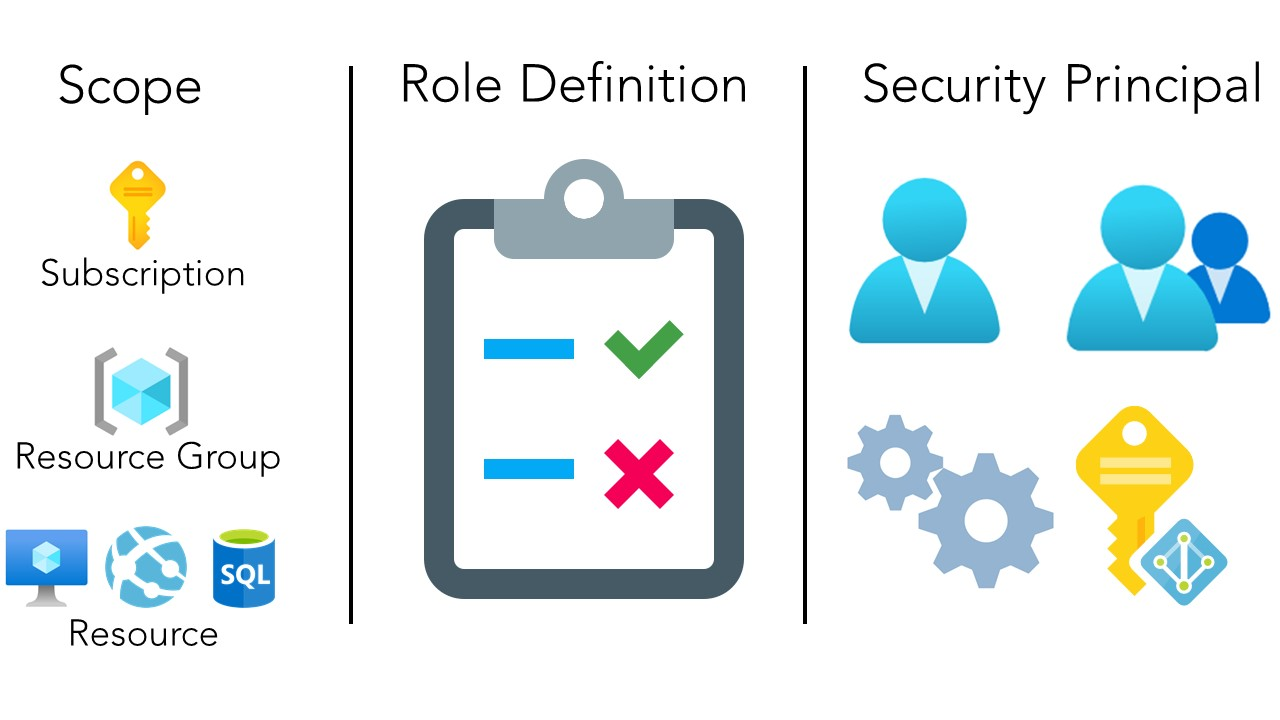 Scope
Subscription
Resource Group
SQL
Resource
Role Definition
Security Principal